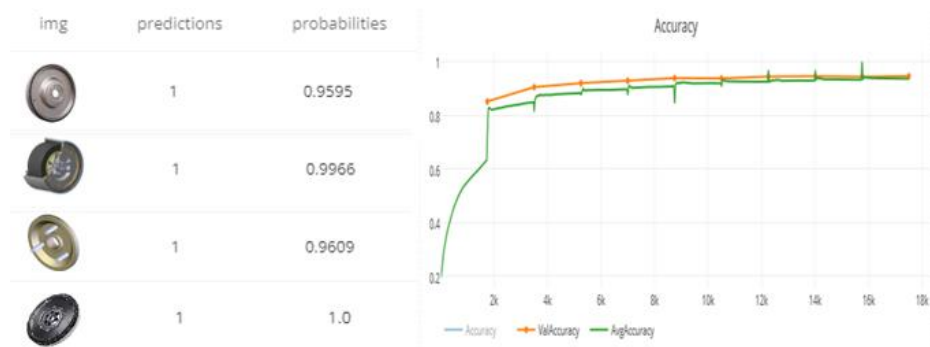 img predictions probabilities
1 0.9595
1 0.9966
1 0.9609
1 1.0
Accuracy
1
0.8
0.6
0.4
0.2
2k 4k 6k 8k 10k 12k 14k 16k 18k
Accuracy ValAccuracy AvgAccuracy